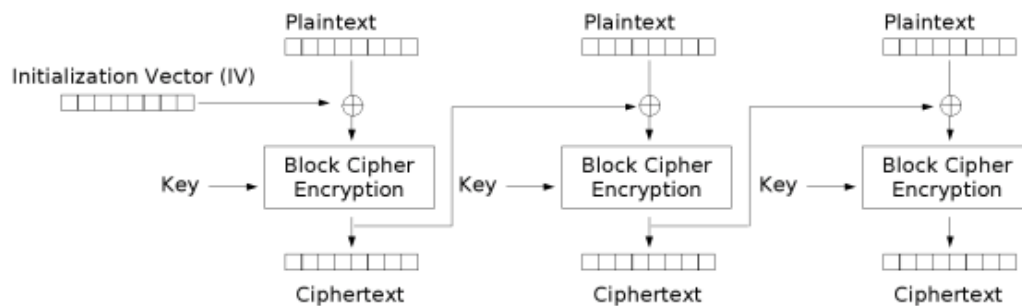 Plaintext
Plaintext
Plaintext
Initialization Vector (IV)
Key
Block Cipher
Encryption
Key
Block Cipher
Encryption
Key
Block Cipher
Encryption
Ciphertext
Ciphertext
Ciphertext